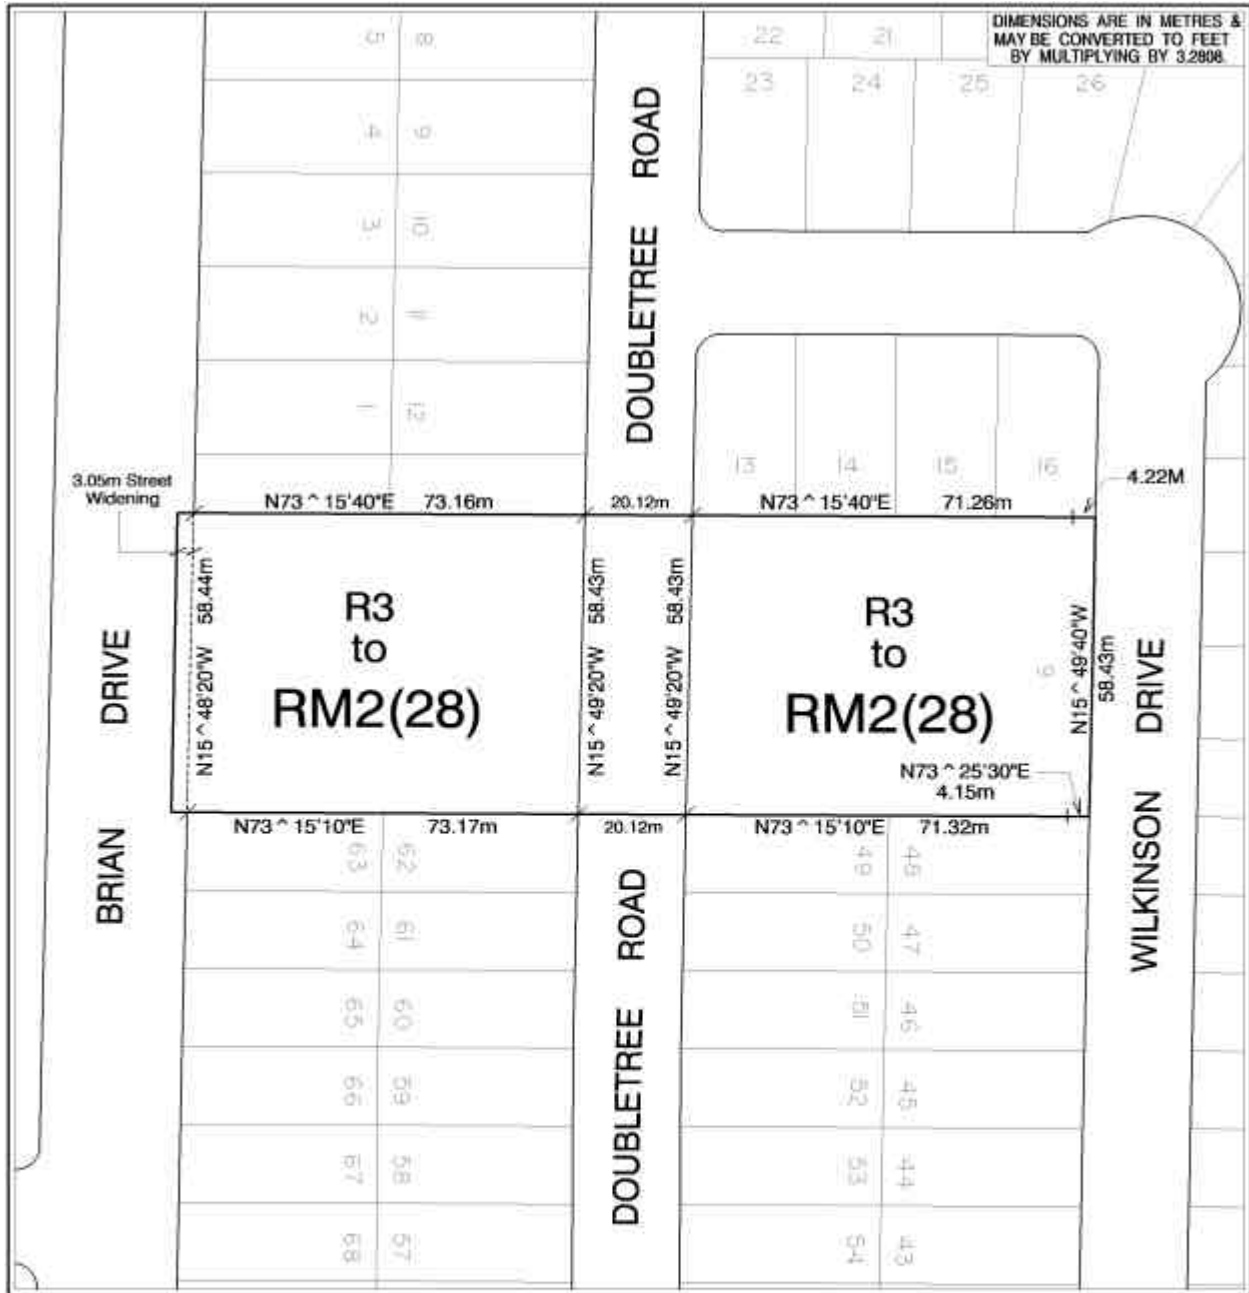 DIMENSIONS ARE IN METRES &
MAY BE CONVERTED TO FEET
BY MULTIPLYING BY 3.2808.
5
8
22
21
23
24
25
26
4
9
3
10
2
11
1
12
DOUBLETREE ROAD
13
14
15
16
3.05m Street
Widening
4.22M
N73 ^ 15'40"E 73.16m
20.12m
N73 ^ 15'40"E 71.26m
N15 ^ 48'20"W 58.44m
R3
to
RM2(28)
N15 ^ 49'20"W 58.43m
N15 ^ 49'20"W 58.43m
R3
to
RM2(28)
9
N15 ^ 49'40"W
58.43m
N73 ^ 25'30"E
4.15m
BRIAN DRIVE
WILKINSON DRIVE
N73 ^ 15'10"E 73.17m
20.12m
N73 ^ 15'10"E 71.32m
63
62
49
48
64
61
50
47
65
60
51
46
66
59
52
45
67
58
53
44
68
57
54
43
DOUBLETREE ROAD